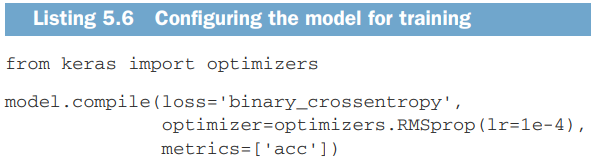 Listing 5.6 Configuring the model for training
from keras import optimizers
model.compile(loss='binary_crossentropy',
optimizer=optimizers.RMSprop(lr=1e-4),
metrics=['acc'])